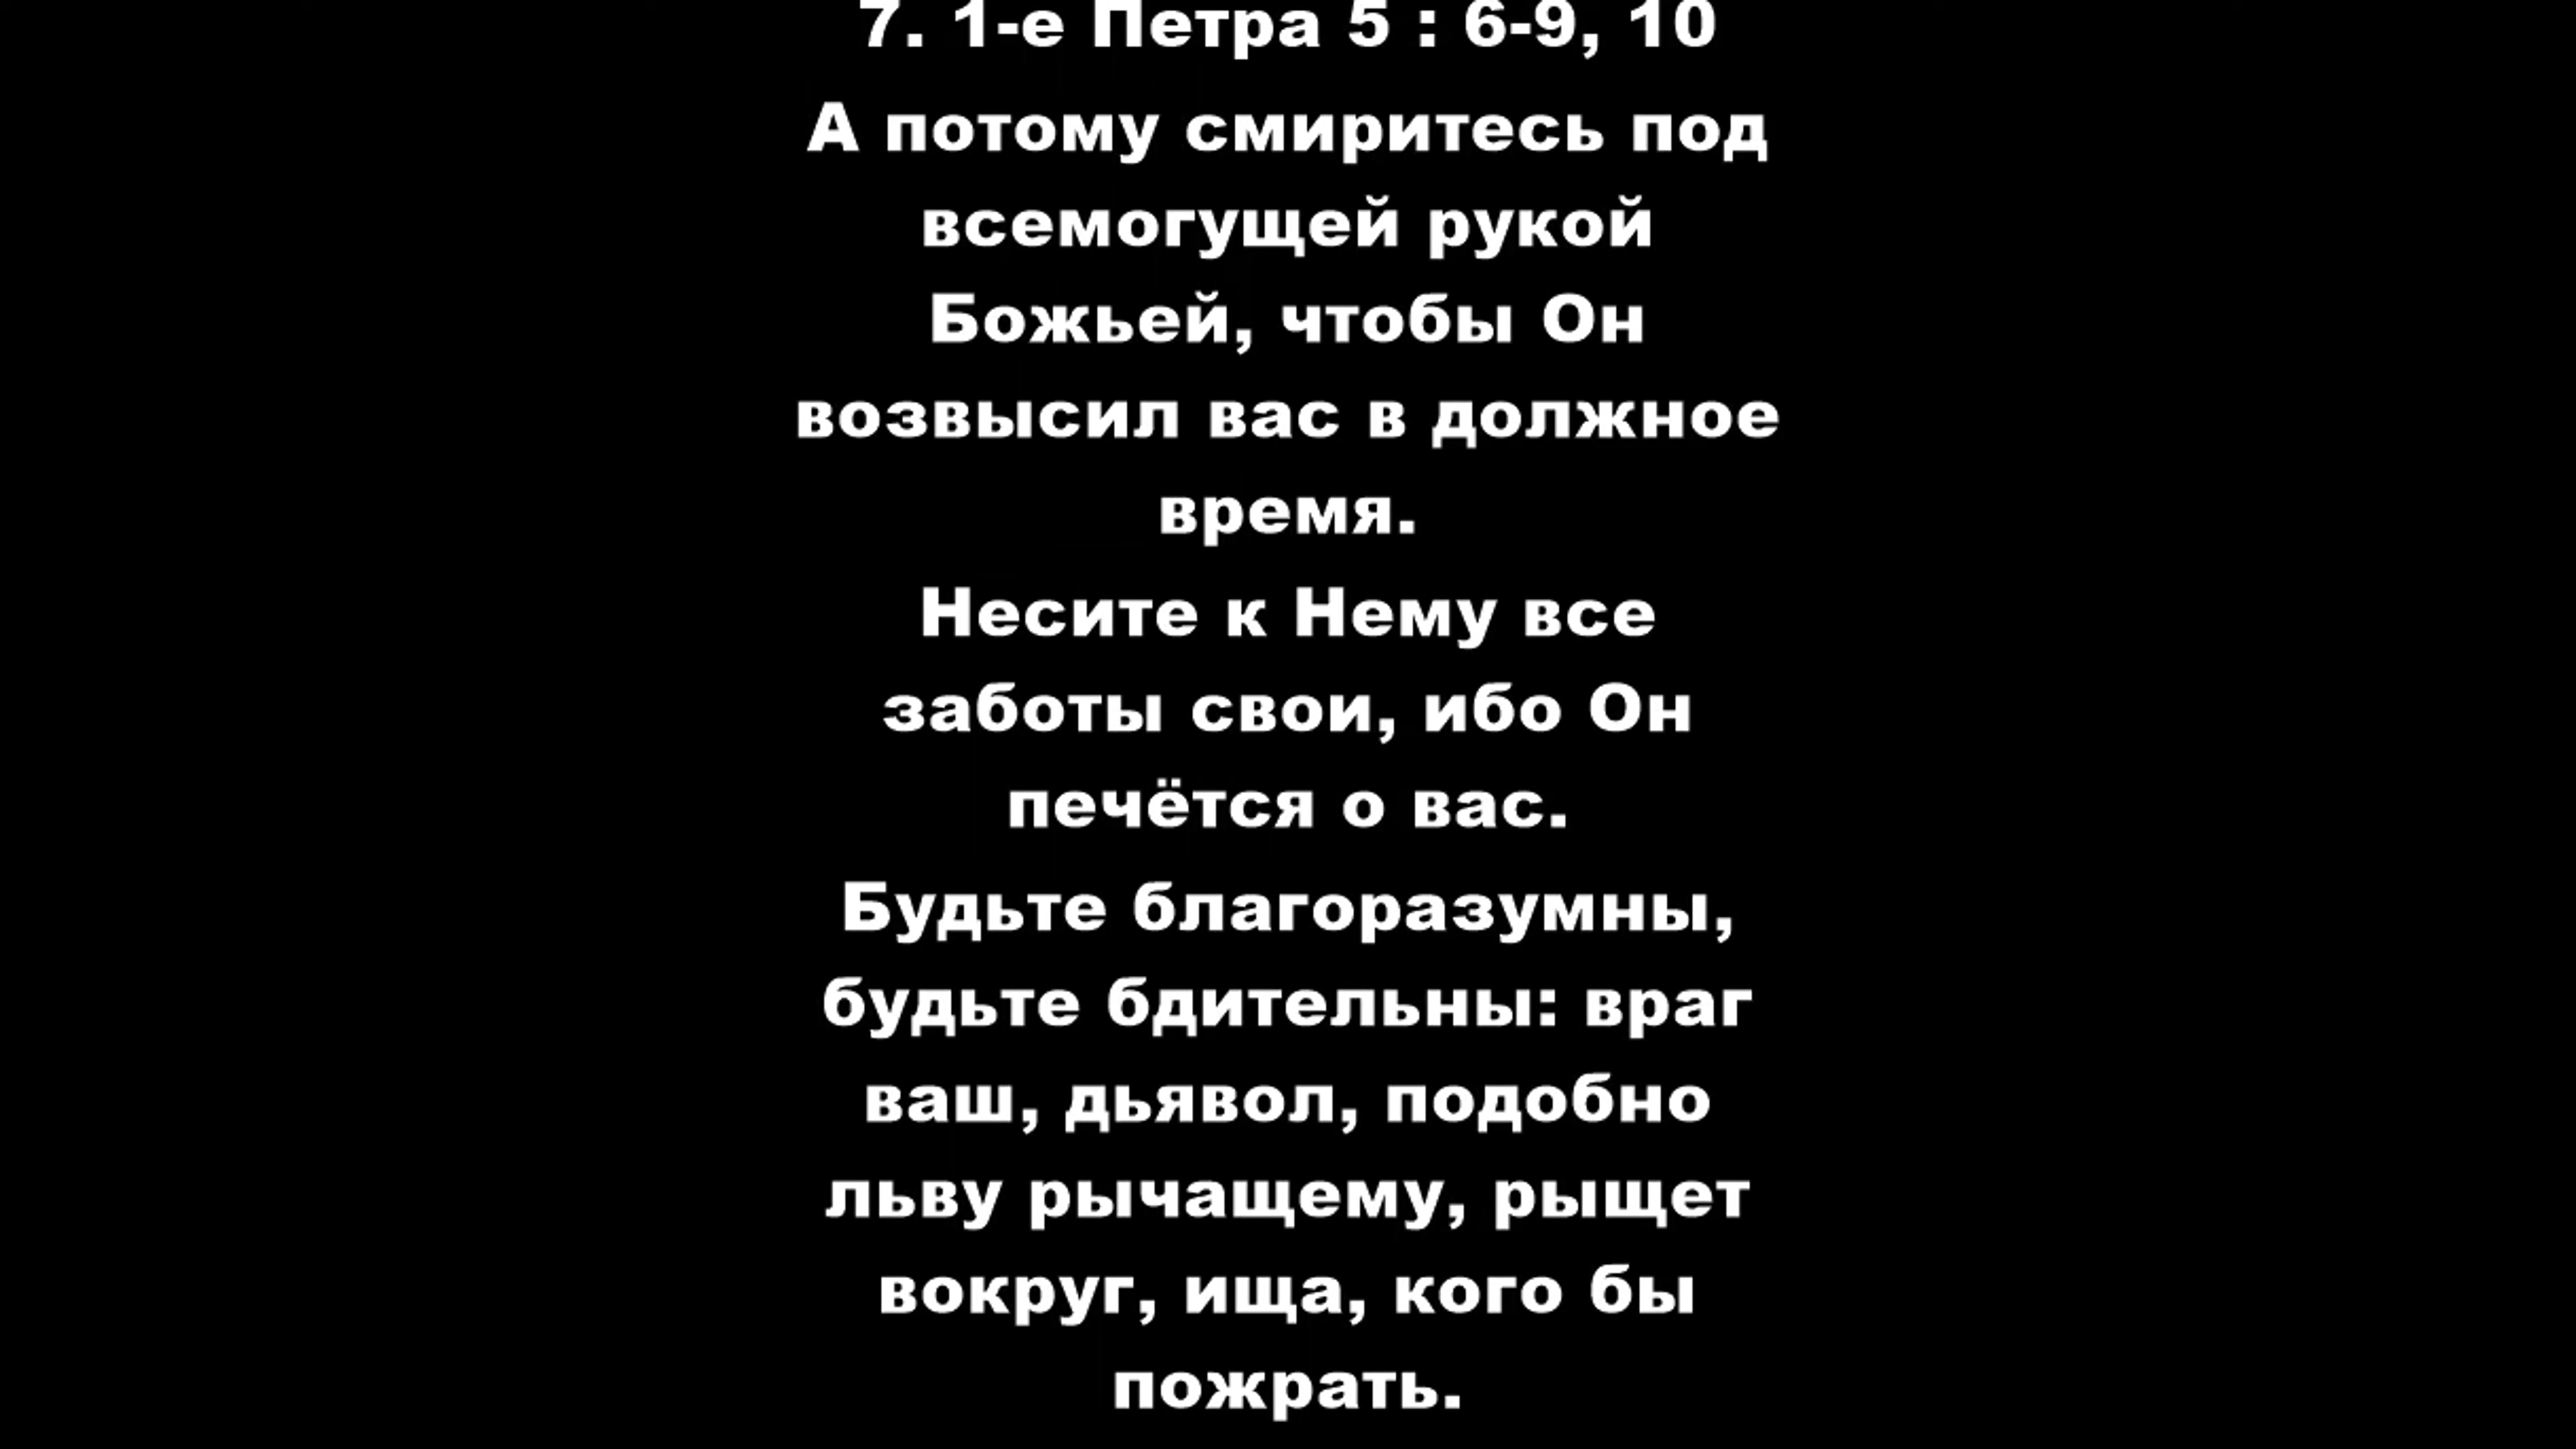 7. 1-е Петра 5 : 6-9, 10
А потому смиритесь под
всемогущей рукой
Божьей, чтобы Он
возвысил вас в должное
время.
Несите к Нему все
заботы свои, ибо Он
печётся о вас.
Будьте благоразумны,
будьте бдительны: враг
ваш, дьявол, подобно
льву рычащему, рыщет
вокруг, ища, кого бы
пожрать.